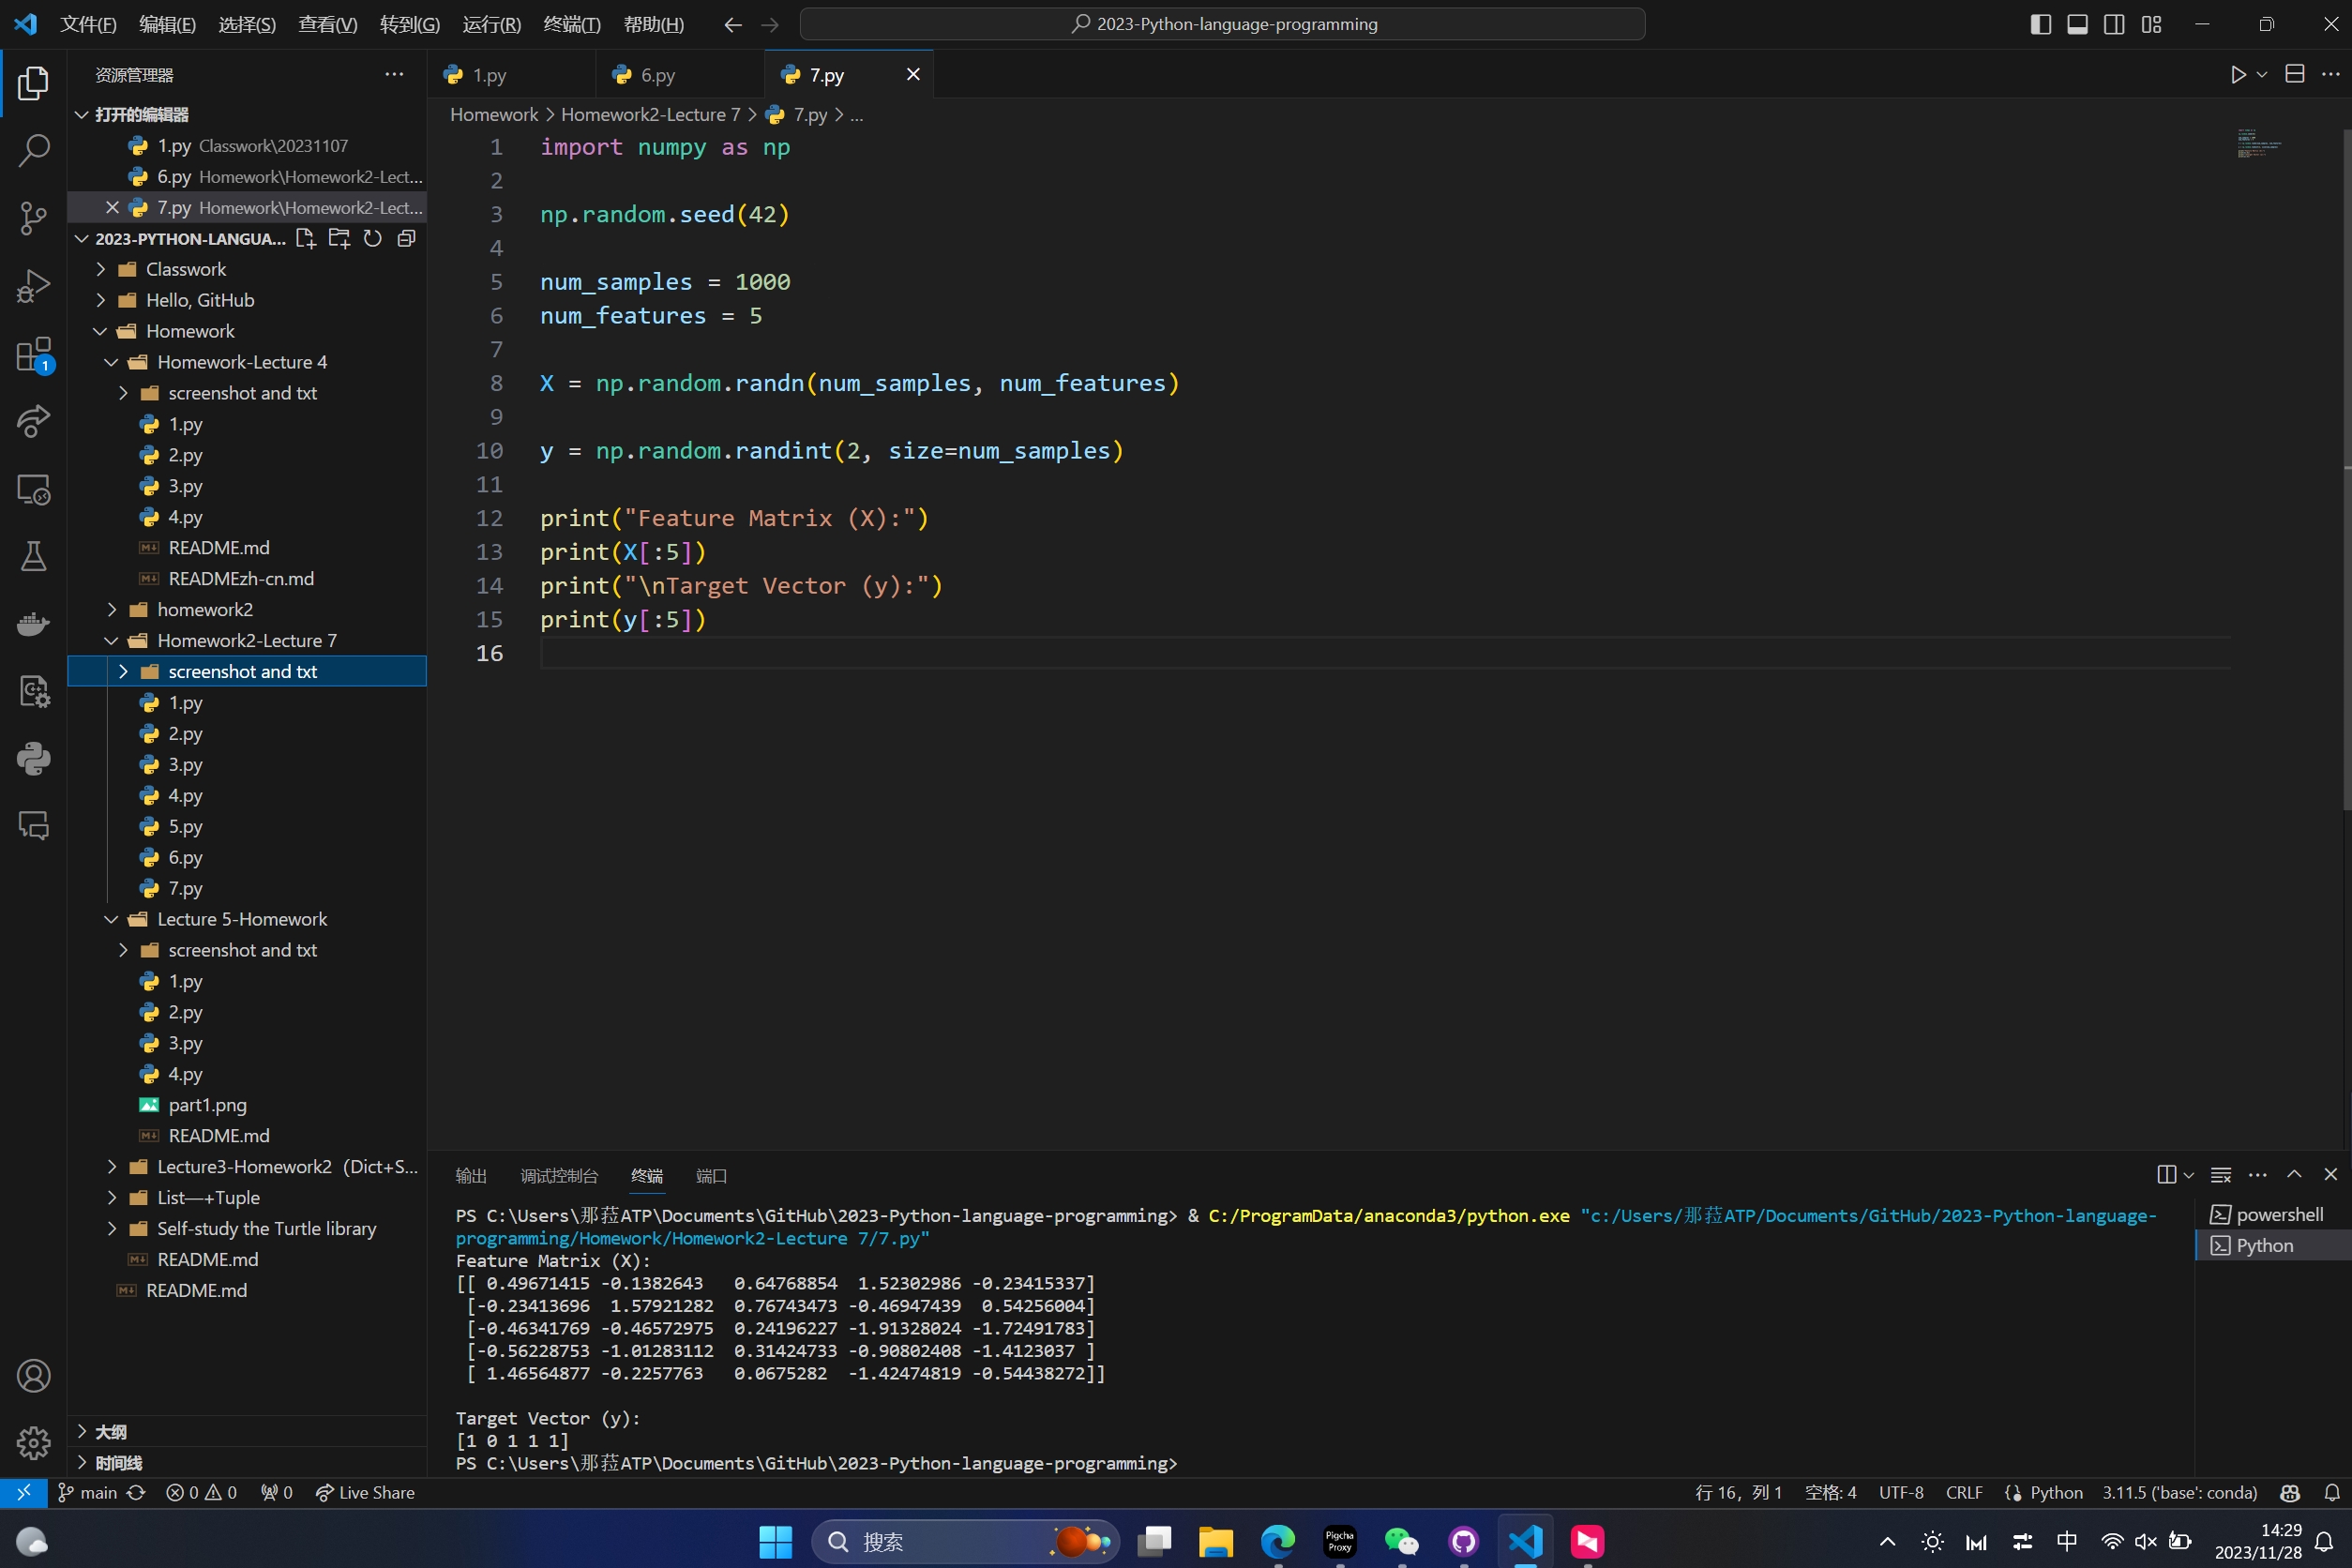 文件(F) 编辑(E) 选择(S) 查看(V) 转到(G) 运行(R) 终端(T) 帮助(H) 2023-Python-language-programming
资源管理器
打开的编辑器
1.py Classwork\20231107
6.py Homework\Homework2-Lect...
7.py Homework\Homework2-Lect...
2023-PYTHON-LANGUA...
Classwork
Hello, GitHub
Homework
Homework-Lecture 4
screenshot and txt
1.py
2.py
3.py
4.py
README.md
READMEzh-cn.md
homework2
Homework2-Lecture 7
screenshot and txt
1.py
2.py
3.py
4.py
5.py
6.py
7.py
Lecture 5-Homework
screenshot and txt
1.py
2.py
3.py
4.py
part1.png
README.md
Lecture3-Homework2（Dict+S...
List—+Tuple
Self-study the Turtle library
README.md
README.md
大纲
时间线
1
1.py 6.py 7.py
Homework > Homework2-Lecture 7 > 7.py > ...
1 import numpy as np
2
3 np.random.seed(42)
4
5 num_samples = 1000
6 num_features = 5
7
8 X = np.random.randn(num_samples, num_features)
9
10 y = np.random.randint(2, size=num_samples)
11
12 print("Feature Matrix (X):")
13 print(X[:5])
14 print("\nTarget Vector (y):")
15 print(y[:5])
16
输出 调试控制台 终端 端口
PS C:\Users\那菈ATP\Documents\GitHub\2023-Python-language-programming> & C:/ProgramData/anaconda3/python.exe "c:/Users/那菈ATP/Documents/GitHub/2023-Python-language-
programming/Homework/Homework2-Lecture 7/7.py"
Feature Matrix (X):
[[ 0.49671415 -0.1382643   0.64768854  1.52302986 -0.23415337]
 [-0.23413696  1.57921282  0.76743473 -0.46947439  0.54256004]
 [-0.46341769 -0.46572975  0.24196227 -1.91328024 -1.72491783]
 [-0.56228753 -1.01283112  0.31424733 -0.90802408 -1.4123037 ]
 [ 1.46564877 -0.2257763   0.0675282  -1.42474819 -0.54438272]]
Target Vector (y):
[1 0 1 1 1]
PS C:\Users\那菈ATP\Documents\GitHub\2023-Python-language-programming>
powershell
Python
main 0 0 0 Live Share 行 16，列 1 空格: 4 UTF-8 CRLF Python 3.11.5 ('base': conda)
搜索 Pigcha Proxy 中 14:29
2023/11/28